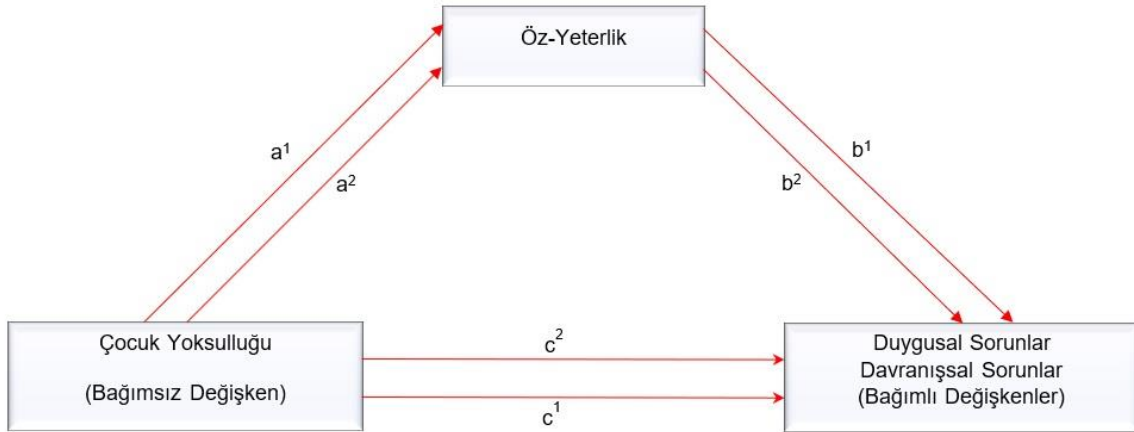 Öz-Yeterlik
a¹
a²
b¹
b²
Çocuk Yoksulluğu
(Bağımsız Değişken)
c²
c¹
Duygusal Sorunlar
Davranışsal Sorunlar
(Bağımlı Değişkenler)